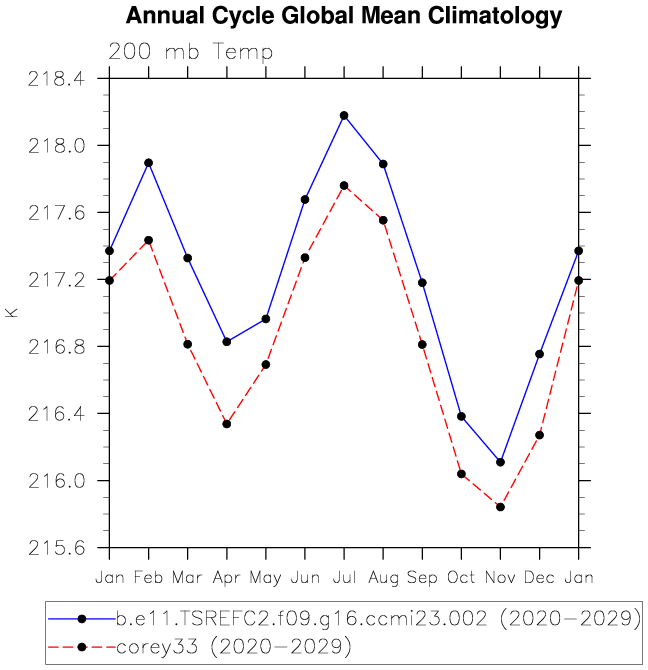 Annual Cycle Global Mean Climatology
200 mb Temp
218.4
218.0
217.6
217.2
216.8
216.4
216.0
215.6
K
Jan Feb Mar Apr May Jun Jul Aug Sep Oct Nov Dec Jan
b.e11.TSREFC2.f09.g16.ccmi23.002 (2020-2029)
corey33 (2020-2029)